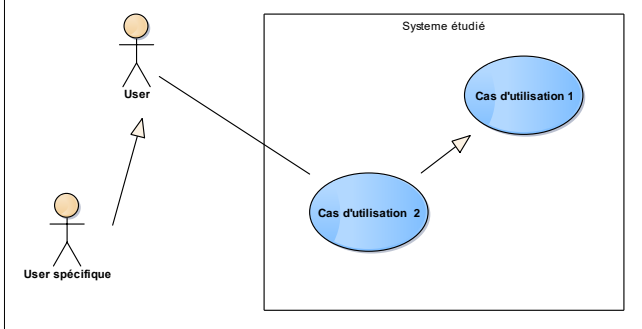 Systeme étudié
User
Cas d'utilisation 1
Cas d'utilisation 2
User spécifique